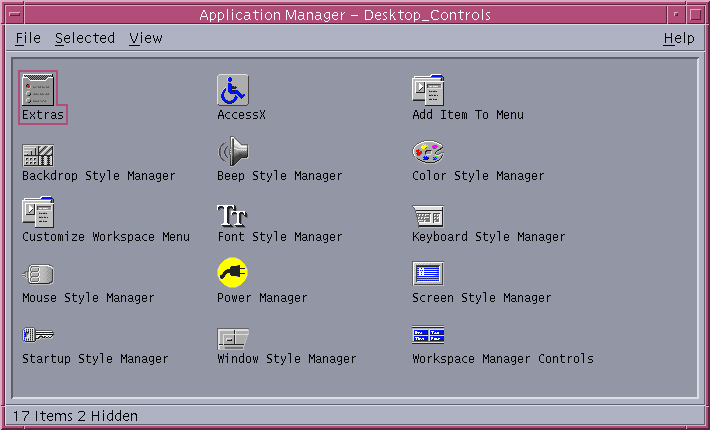 Application Manager – Desktop_Controls
File Selected View Help
Extras AccessX Add Item To Menu
Backdrop Style Manager Beep Style Manager Color Style Manager
Customize Workspace Menu Font Style Manager Keyboard Style Manager
Mouse Style Manager Power Manager Screen Style Manager
Startup Style Manager Window Style Manager Workspace Manager Controls
17 Items 2 Hidden